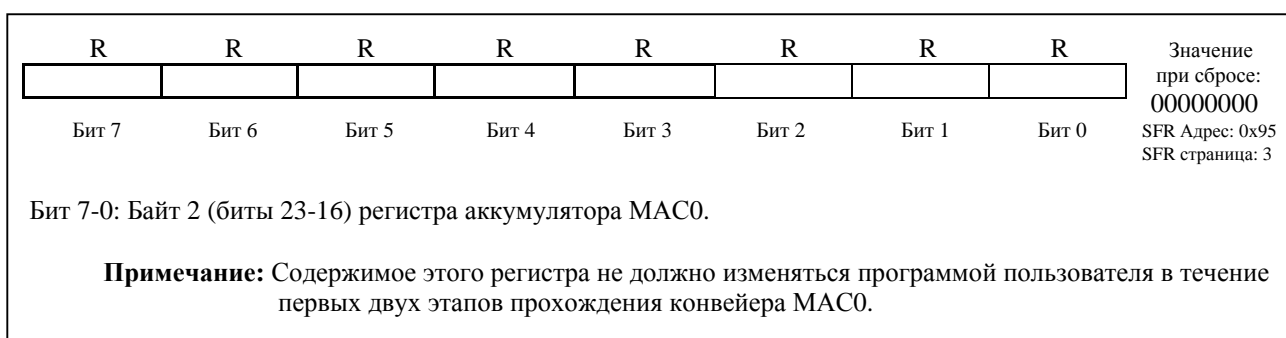 R R R R R R R R Значение
при сбросе:
00000000
Бит 7 Бит 6 Бит 5 Бит 4 Бит 3 Бит 2 Бит 1 Бит 0 SFR Адрес: 0x95
SFR страница: 3
Бит 7-0: Байт 2 (биты 23-16) регистра аккумулятора MAC0.
Примечание: Содержимое этого регистра не должно изменяться программой пользователя в течение
первых двух этапов прохождения конвейера MAC0.